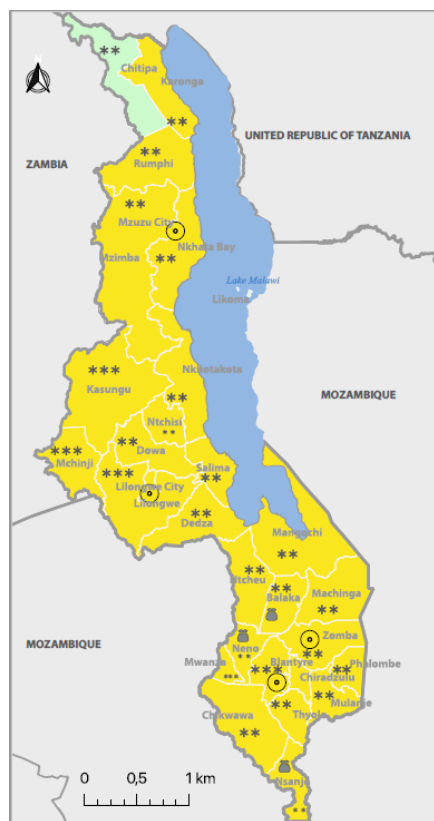 N
**
Chitipa
Karonga
**
UNITED REPUBLIC OF TANZANIA
**
ZAMBIA
Rumphi
**
Mzuzu City
Nkhata Bay
Mzimba
**
Lake Malawi
Likoma
***
Nkhotakota
Kasungu
MOZAMBIQUE
**
Ntchisi
**
***
**
Dowa
Mchinji
***
Salima
**
Lilongwe City
Lilongwe
**
Dedza
Mangochi
**
**
Ntcheu
**
Machinga
Balaka
**
Zomba
MOZAMBIQUE
Neno
**
**
Mwanza
***
Blantyre
Phalombe
**
***
Chiradzulu
**
Mulanje
Chikwawa
**
Thyolo
**
Nsanje
0 0,5 1 km
**